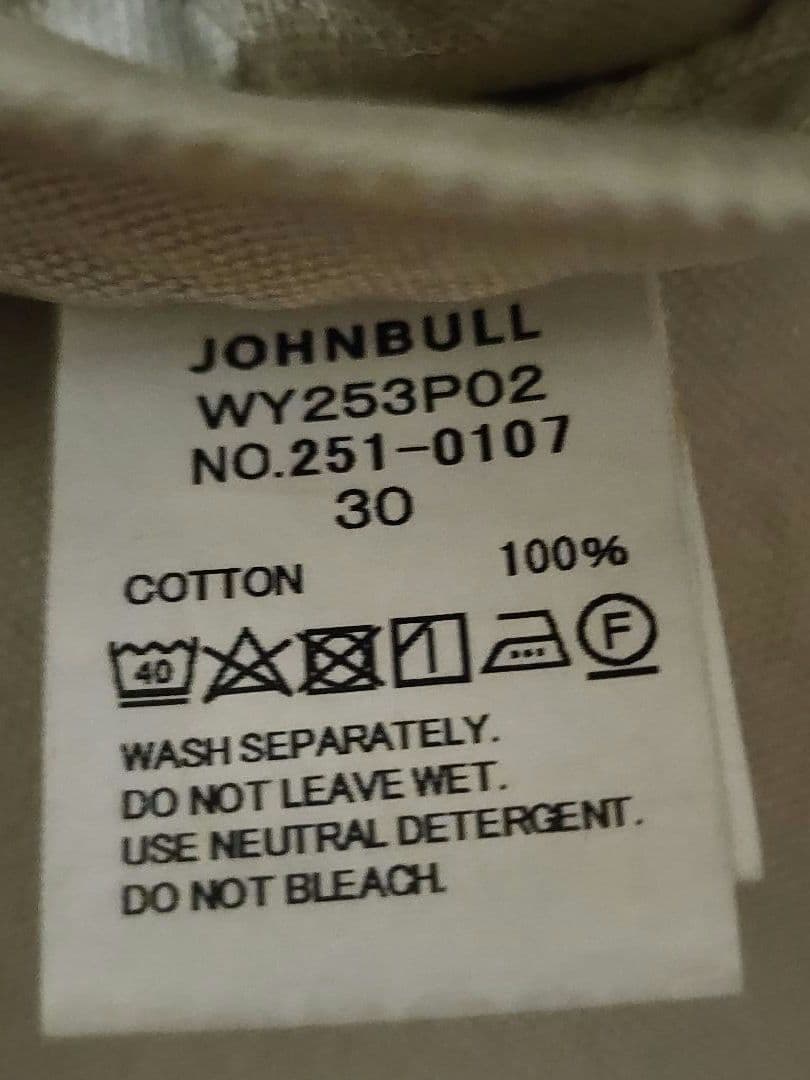 JOHNBULL
WY253P02
NO.251-0107
30
COTTON 100%
40 F
WASH SEPARATELY.
DO NOT LEAVE WET.
USE NEUTRAL DETERGENT.
DO NOT BLEACH.